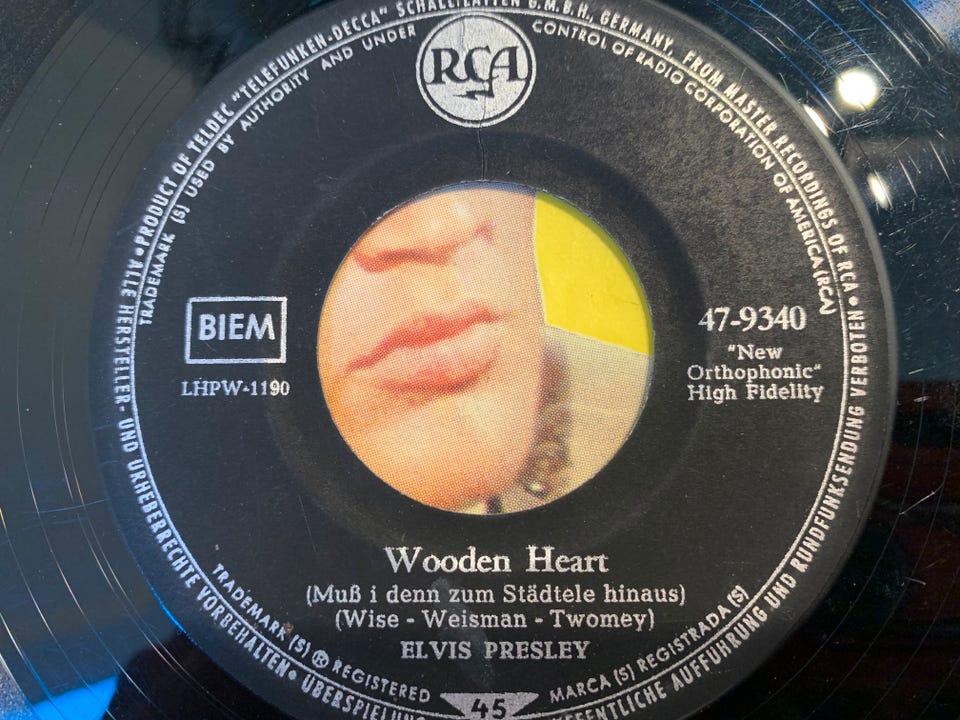 • PRODUCT OF TELDEC "TELEFUNKEN-DECCA" SCHALLPLATTEN G.M.B.H., GERMANY, FROM MASTER RECORDINGS OF RCA •
TRADEMARK (S) USED BY AUTHORITY AND UNDER CONTROL OF RADIO CORPORATION OF AMERICA (RCA)
RCA
BIEM
LHPW-1190
47-9340
"New
Orthophonic"
High Fidelity
Wooden Heart
(Muß i denn zum Städtele hinaus)
(Wise - Weisman - Twomey)
ELVIS PRESLEY
TRADEMARK (S) ® REGISTERED
45
MARCA (S) REGISTRADA (S)
ALLE HERSTELLER- UND URHEBERRECHTE VORBEHALTEN •
AUFFÜHRUNG UND RUNDFUNKSENDUNG VERBOTEN